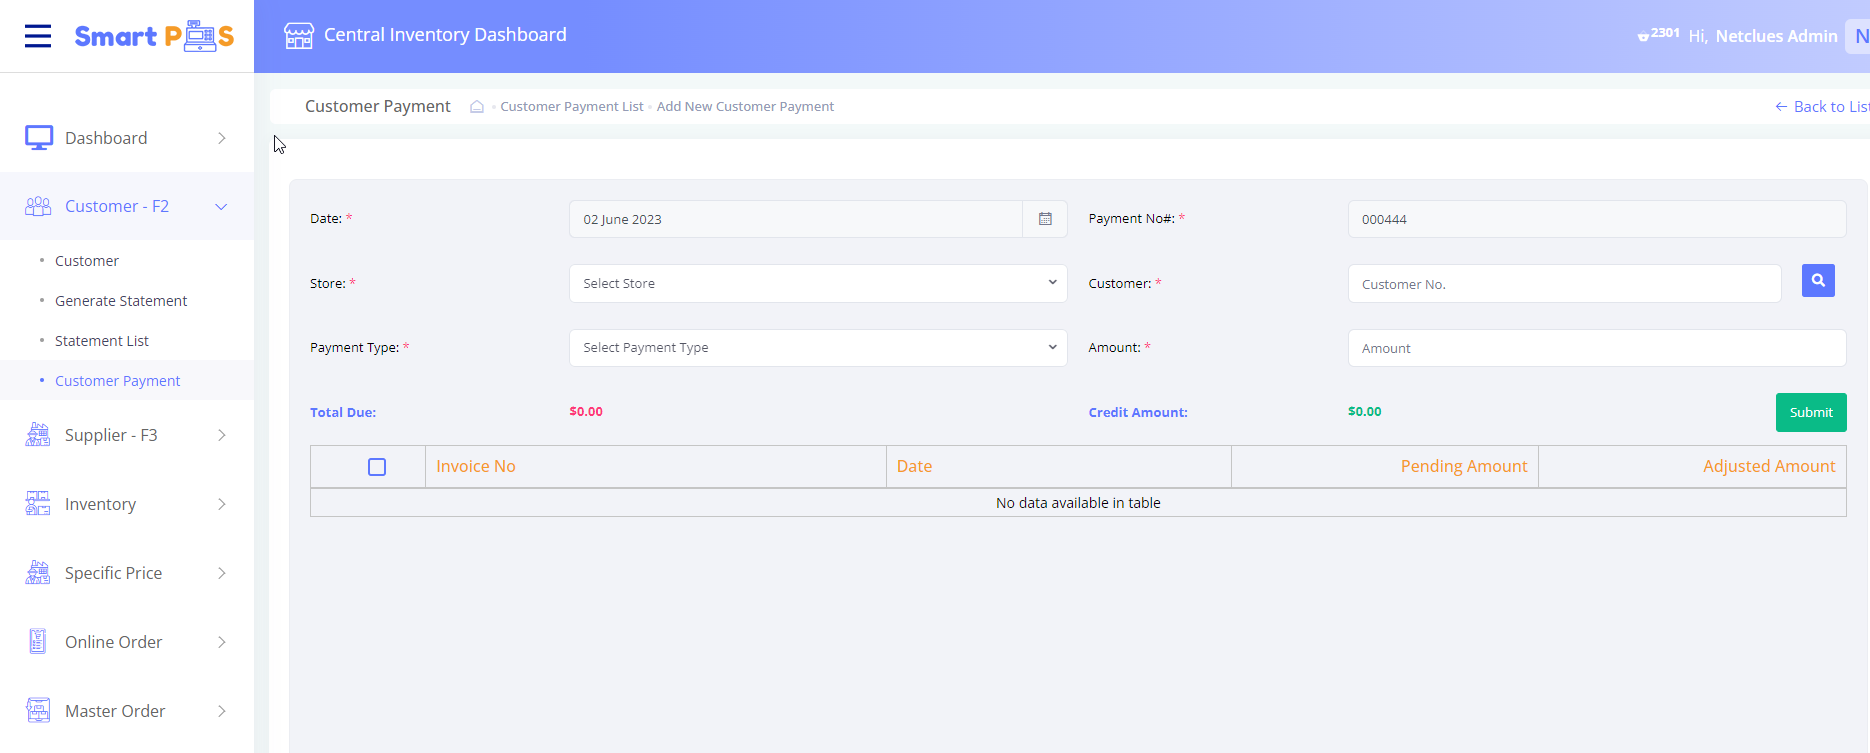 Smart POS
Central Inventory Dashboard
2301 Hi, Netclues Admin N
Customer Payment Customer Payment List Add New Customer Payment
← Back to List
Dashboard
Customer - F2
Customer
Generate Statement
Statement List
Customer Payment
Supplier - F3
Inventory
Specific Price
Online Order
Master Order
Date: * 02 June 2023 Payment No#: * 000444
Store: * Select Store Customer: * Customer No.
Payment Type: * Select Payment Type Amount: * Amount
Total Due: $0.00 Credit Amount: $0.00 Submit
Invoice No Date Pending Amount Adjusted Amount
No data available in table